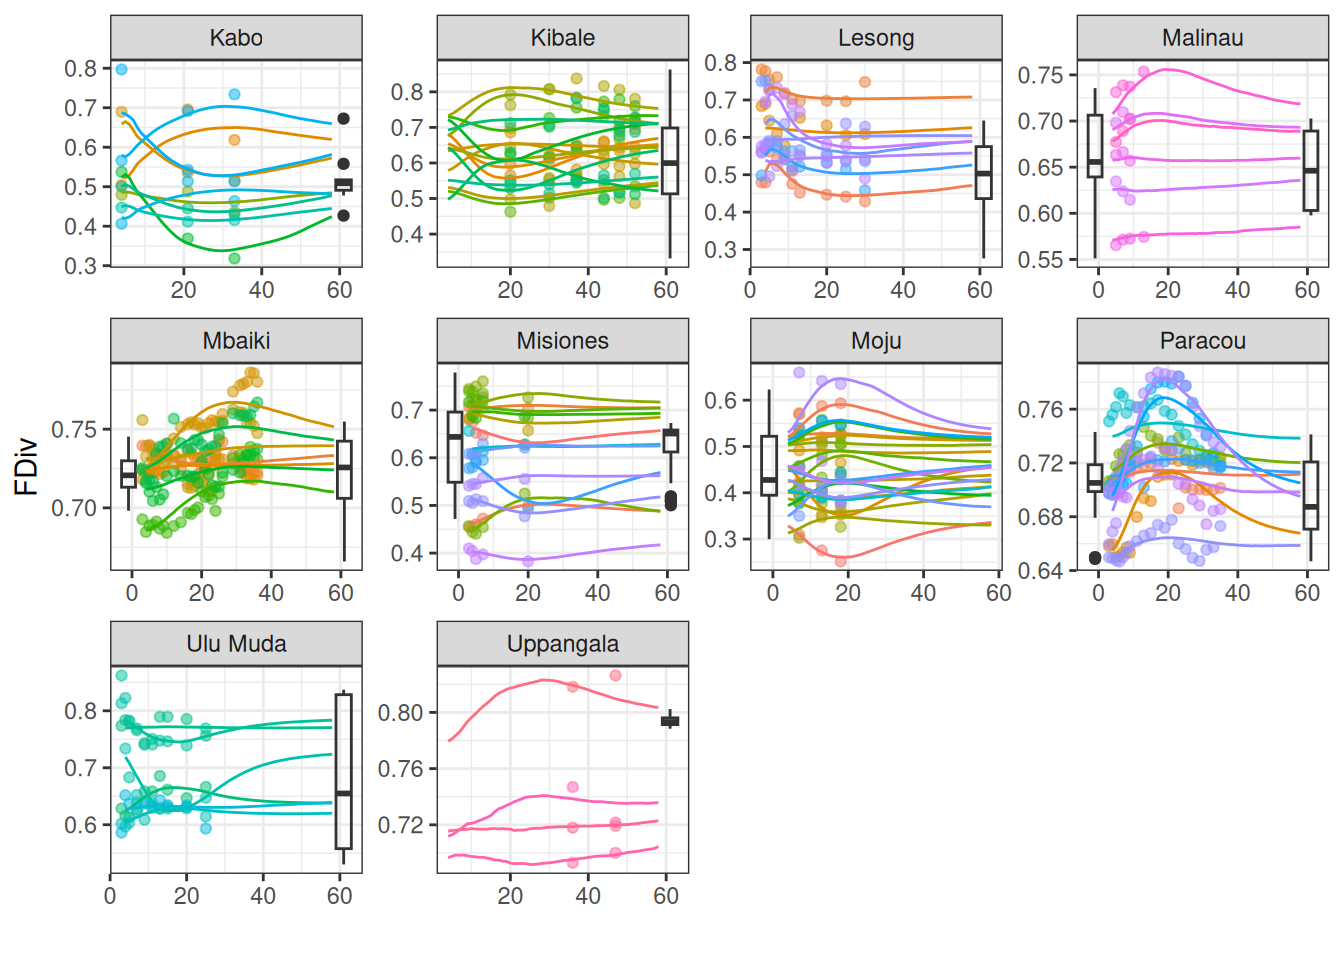 Kabo Kibale Lesong Malinau
0.8 0.7 0.6 0.5 0.4 0.3
0.8 0.7 0.6 0.5 0.4
0.8 0.7 0.6 0.5 0.4 0.3
0.75 0.70 0.65 0.60 0.55
20 40 60 20 40 60 0 20 40 60 0 20 40 60
Mbaiki Misiones Moju Paracou
FDiv
0.75 0.70
0.7 0.6 0.5 0.4
0.6 0.5 0.4 0.3
0.76 0.72 0.68 0.64
0 20 40 60 0 20 40 60 0 20 40 60 0 20 40 60
Ulu Muda Uppangala
0.8 0.7 0.6
0.80 0.76 0.72
0 20 40 60 20 40 60